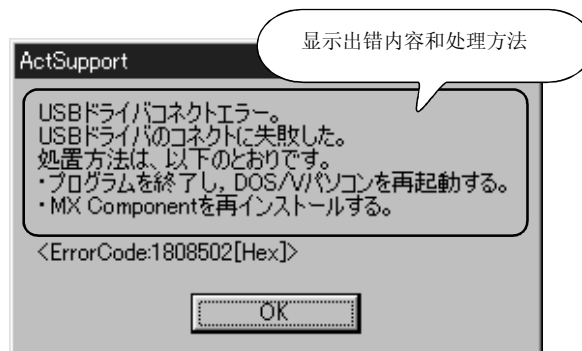 显示出错内容和处理方法
ActSupport
USBドライバコネクトエラー。
USBドライバのコネクトに失敗した。
処置方法は、以下のとおりです。
・プログラムを終了し，DOS/Vパソコンを再起動する。
・MX Componentを再インストールする。
<ErrorCode:1808502[Hex]>
OK